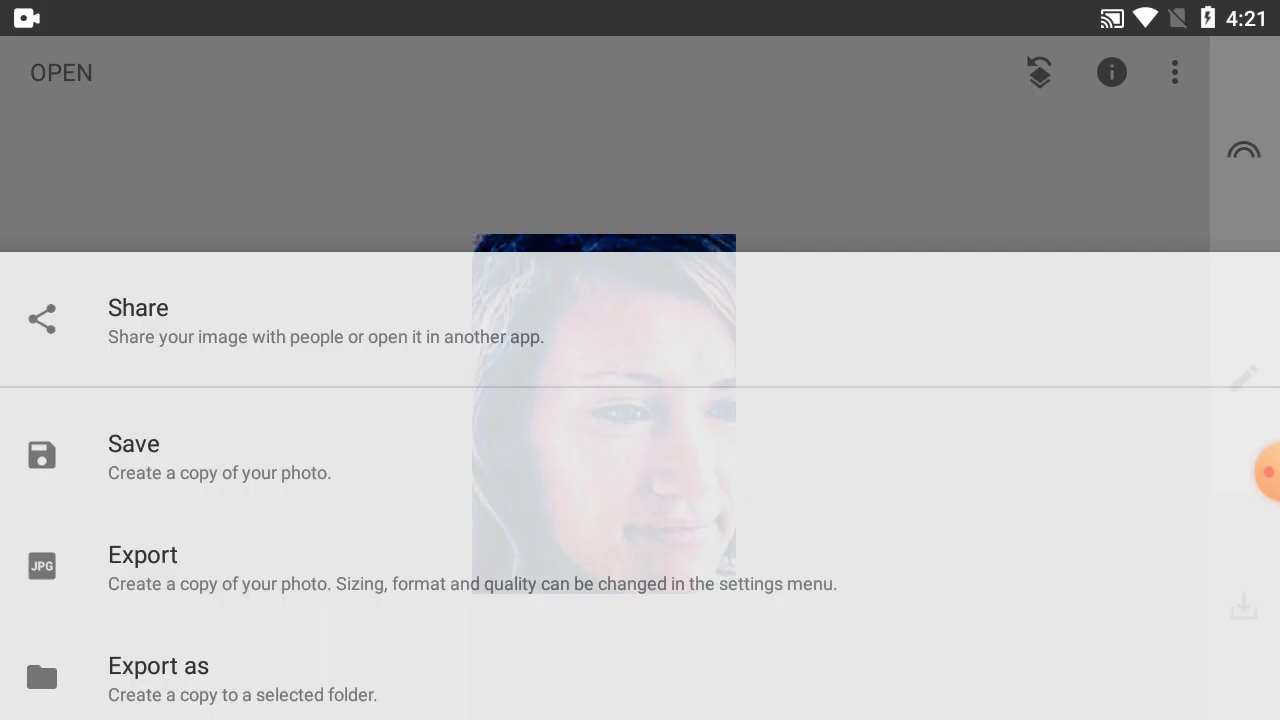 4:21
OPEN
Share
Share your image with people or open it in another app.
Save
Create a copy of your photo.
JPG
Export
Create a copy of your photo. Sizing, format and quality can be changed in the settings menu.
Export as
Create a copy to a selected folder.